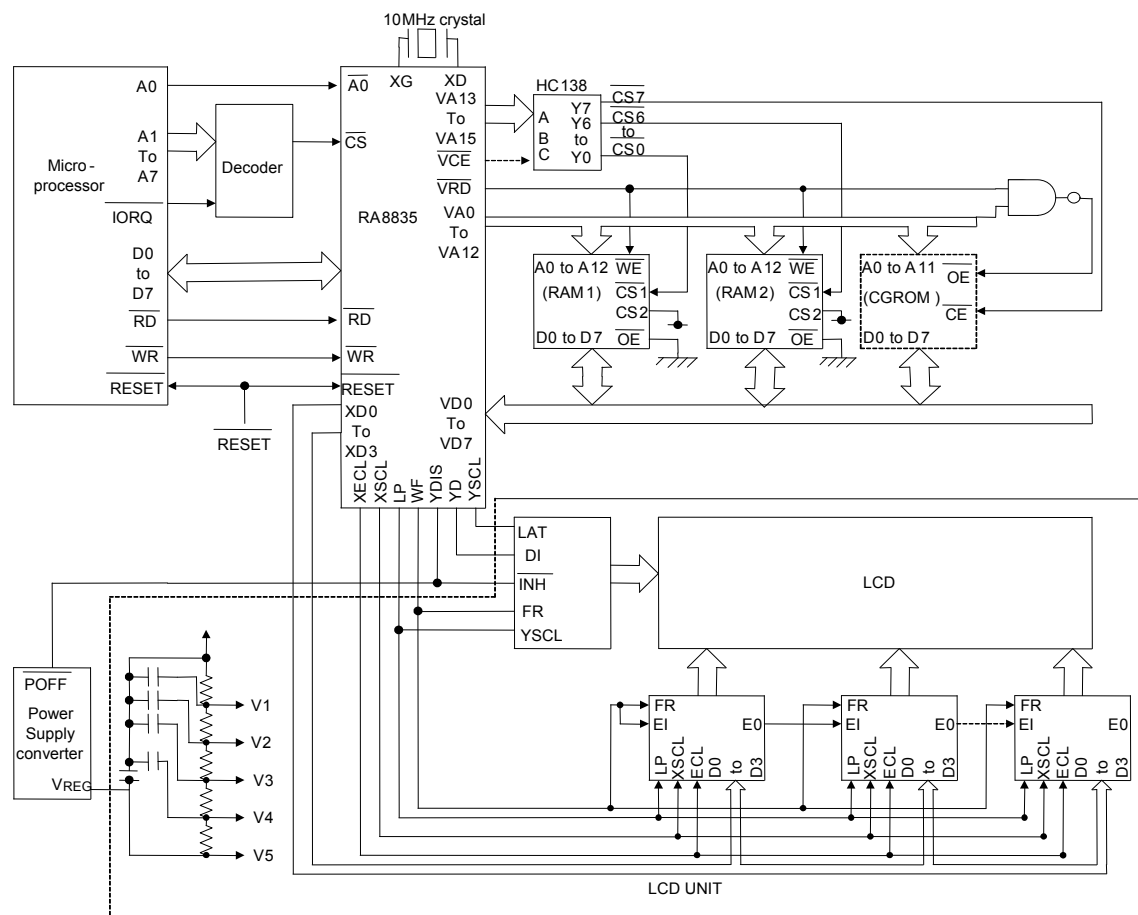 10MHz crystal
XG
XD
A0
A1
To
A7
Micro-
processor
IORQ
D0
to
D7
RD
WR
RESET
Decoder
RESET
A0
CS
RA8835
RD
WR
RESET
XD0
To
XD3
VA13
To
VA15
VCE
VRD
VA0
To
VA12
VD0
To
VD7
XECL
XSCL
LP
WF
YDIS
YD
YSCL
HC138
A
B
C
Y7
Y6
to
Y0
CS7
CS6
to
CS0
A0 to A12
(RAM1)
D0 to D7
WE
CS1
CS2
OE
A0 to A12
(RAM2)
D0 to D7
WE
CS1
CS2
OE
A0 to A11
(CGROM)
D0 to D7
OE
CE
LAT
DI
INH
FR
YSCL
LCD
POFF
Power
Supply
converter
VREG
V1
V2
V3
V4
V5
FR
EI
E0
LP
XSCL
ECL
D0
to
D3
FR
EI
E0
LP
XSCL
ECL
D0
to
D3
FR
EI
E0
LP
XSCL
ECL
D0
to
D3
LCD UNIT